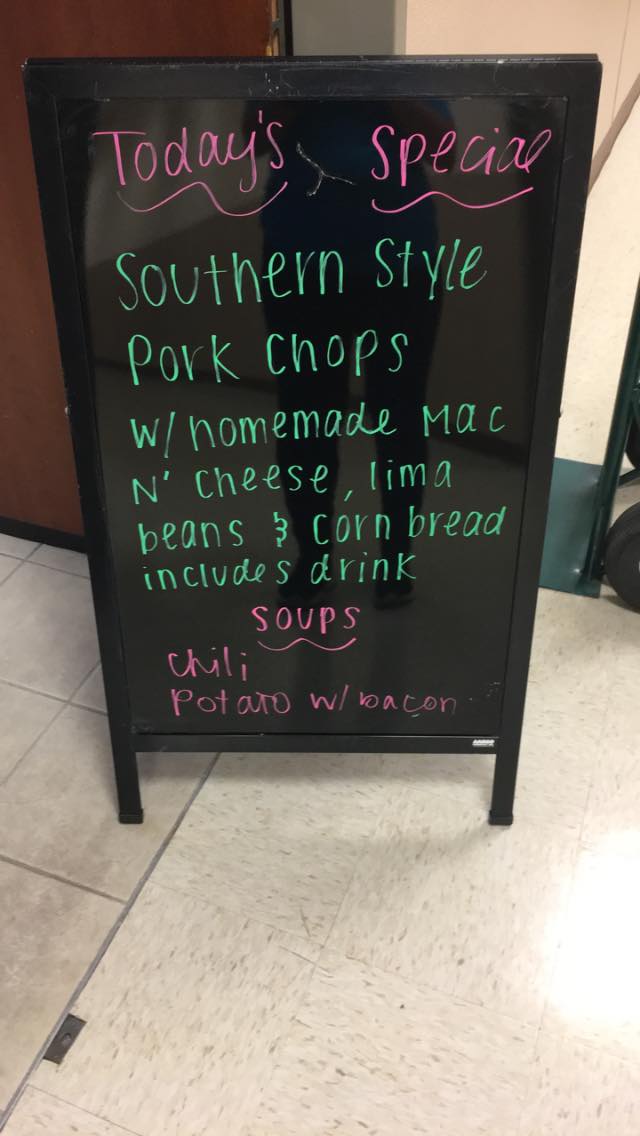 Today's Special
Southern Style
Pork Chops
w/ homemade Mac
N' Cheese, lima
beans & corn bread
includes drink
Soups
Chili
Potato w/ bacon